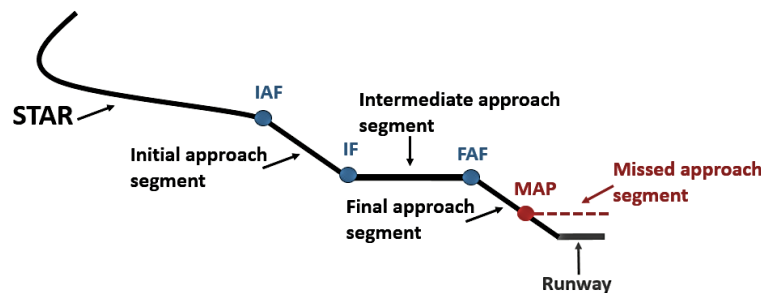 STAR
IAF
Initial approach
segment
IF
Intermediate approach
segment
FAF
Final approach
segment
MAP
Missed approach
segment
Runway